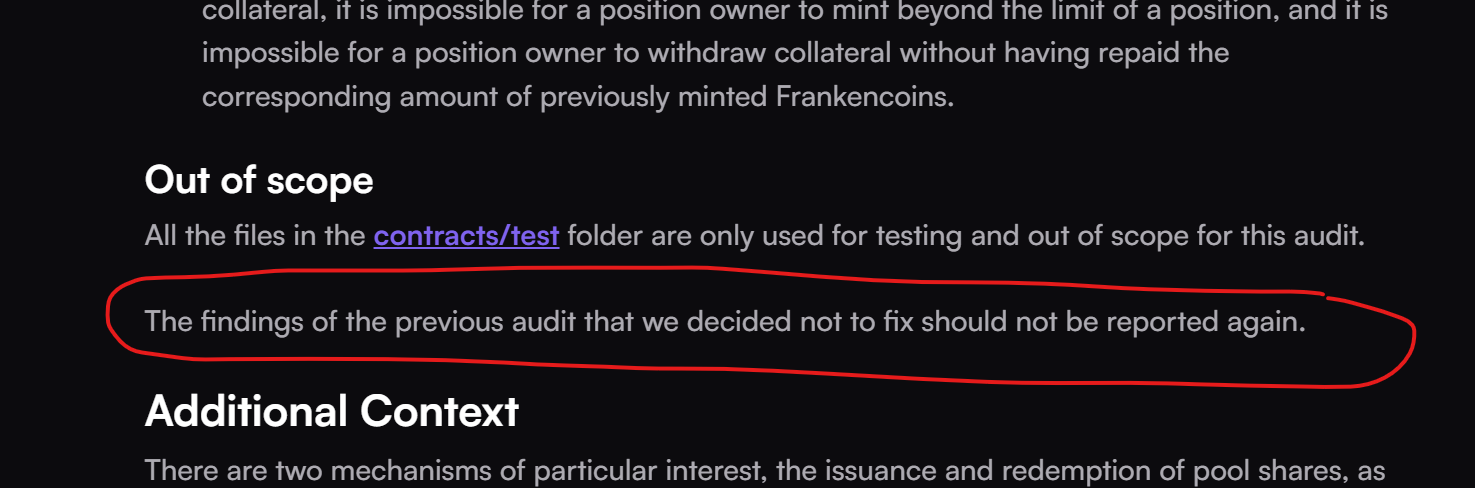 collateral, it is impossible for a position owner to mint beyond the limit of a position, and it is
impossible for a position owner to withdraw collateral without having repaid the
corresponding amount of previously minted Frankencoins.
Out of scope
All the files in the contracts/test folder are only used for testing and out of scope for this audit.
The findings of the previous audit that we decided not to fix should not be reported again.
Additional Context
There are two mechanisms of particular interest, the issuance and redemption of pool shares, as